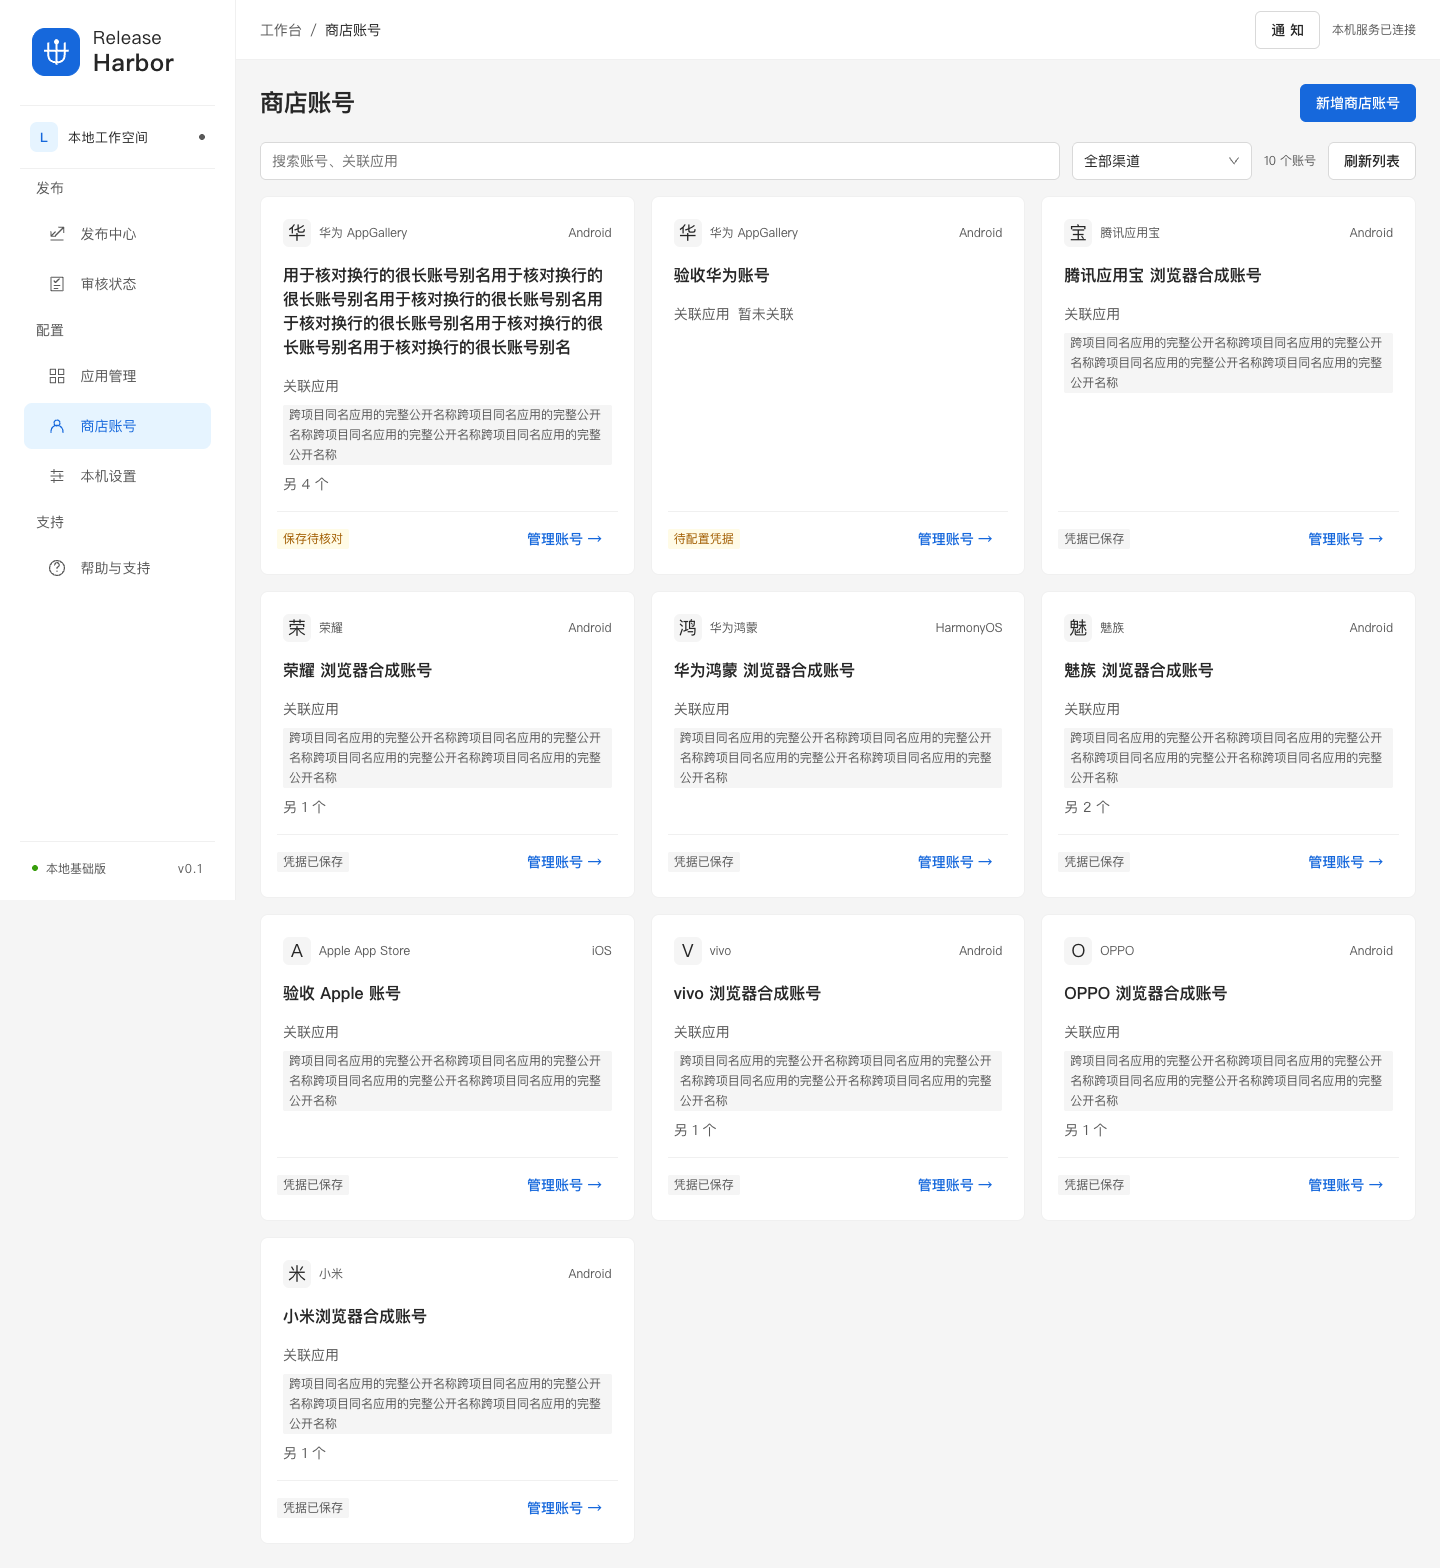 Release
Harbor
L 本地工作空间
发布
发布中心
审核状态
配置
应用管理
商店账号
本机设置
支持
帮助与支持
本地基础版 v0.1
工作台 / 商店账号
通 知 本机服务已连接
商店账号
新增商店账号
搜索账号、关联应用
全部渠道
10 个账号
刷新列表
华 华为 AppGallery Android
用于核对换行的很长账号别名用于核对换行的
很长账号别名用于核对换行的很长账号别名用
于核对换行的很长账号别名用于核对换行的很
长账号别名用于核对换行的很长账号别名
关联应用
跨项目同名应用的完整公开名称跨项目同名应用的完整公开
名称跨项目同名应用的完整公开名称跨项目同名应用的完整
公开名称
另 4 个
保存待核对 管理账号 →
华 华为 AppGallery Android
验收华为账号
关联应用 暂未关联
待配置凭据 管理账号 →
宝 腾讯应用宝 Android
腾讯应用宝 浏览器合成账号
关联应用
跨项目同名应用的完整公开名称跨项目同名应用的完整公开
名称跨项目同名应用的完整公开名称跨项目同名应用的完整
公开名称
凭据已保存 管理账号 →
荣 荣耀 Android
荣耀 浏览器合成账号
关联应用
跨项目同名应用的完整公开名称跨项目同名应用的完整公开
名称跨项目同名应用的完整公开名称跨项目同名应用的完整
公开名称
另 1 个
凭据已保存 管理账号 →
鸿 华为鸿蒙 HarmonyOS
华为鸿蒙 浏览器合成账号
关联应用
跨项目同名应用的完整公开名称跨项目同名应用的完整公开
名称跨项目同名应用的完整公开名称跨项目同名应用的完整
公开名称
凭据已保存 管理账号 →
魅 魅族 Android
魅族 浏览器合成账号
关联应用
跨项目同名应用的完整公开名称跨项目同名应用的完整公开
名称跨项目同名应用的完整公开名称跨项目同名应用的完整
公开名称
另 2 个
凭据已保存 管理账号 →
A Apple App Store iOS
验收 Apple 账号
关联应用
跨项目同名应用的完整公开名称跨项目同名应用的完整公开
名称跨项目同名应用的完整公开名称跨项目同名应用的完整
公开名称
凭据已保存 管理账号 →
V vivo Android
vivo 浏览器合成账号
关联应用
跨项目同名应用的完整公开名称跨项目同名应用的完整公开
名称跨项目同名应用的完整公开名称跨项目同名应用的完整
公开名称
另 1 个
凭据已保存 管理账号 →
O OPPO Android
OPPO 浏览器合成账号
关联应用
跨项目同名应用的完整公开名称跨项目同名应用的完整公开
名称跨项目同名应用的完整公开名称跨项目同名应用的完整
公开名称
另 1 个
凭据已保存 管理账号 →
米 小米 Android
小米浏览器合成账号
关联应用
跨项目同名应用的完整公开名称跨项目同名应用的完整公开
名称跨项目同名应用的完整公开名称跨项目同名应用的完整
公开名称
另 1 个
凭据已保存 管理账号 →